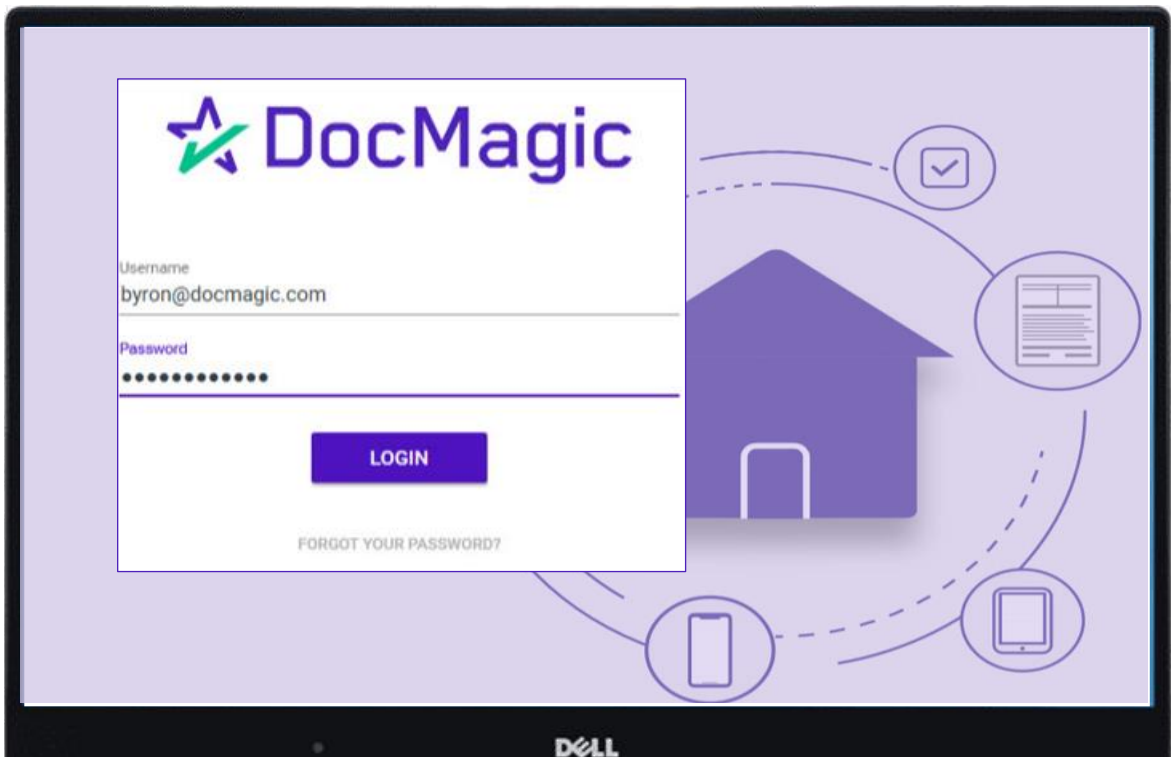 DocMagic
Username
byron@docmagic.com
Password
••••••••••••
LOGIN
FORGOT YOUR PASSWORD?
DELL